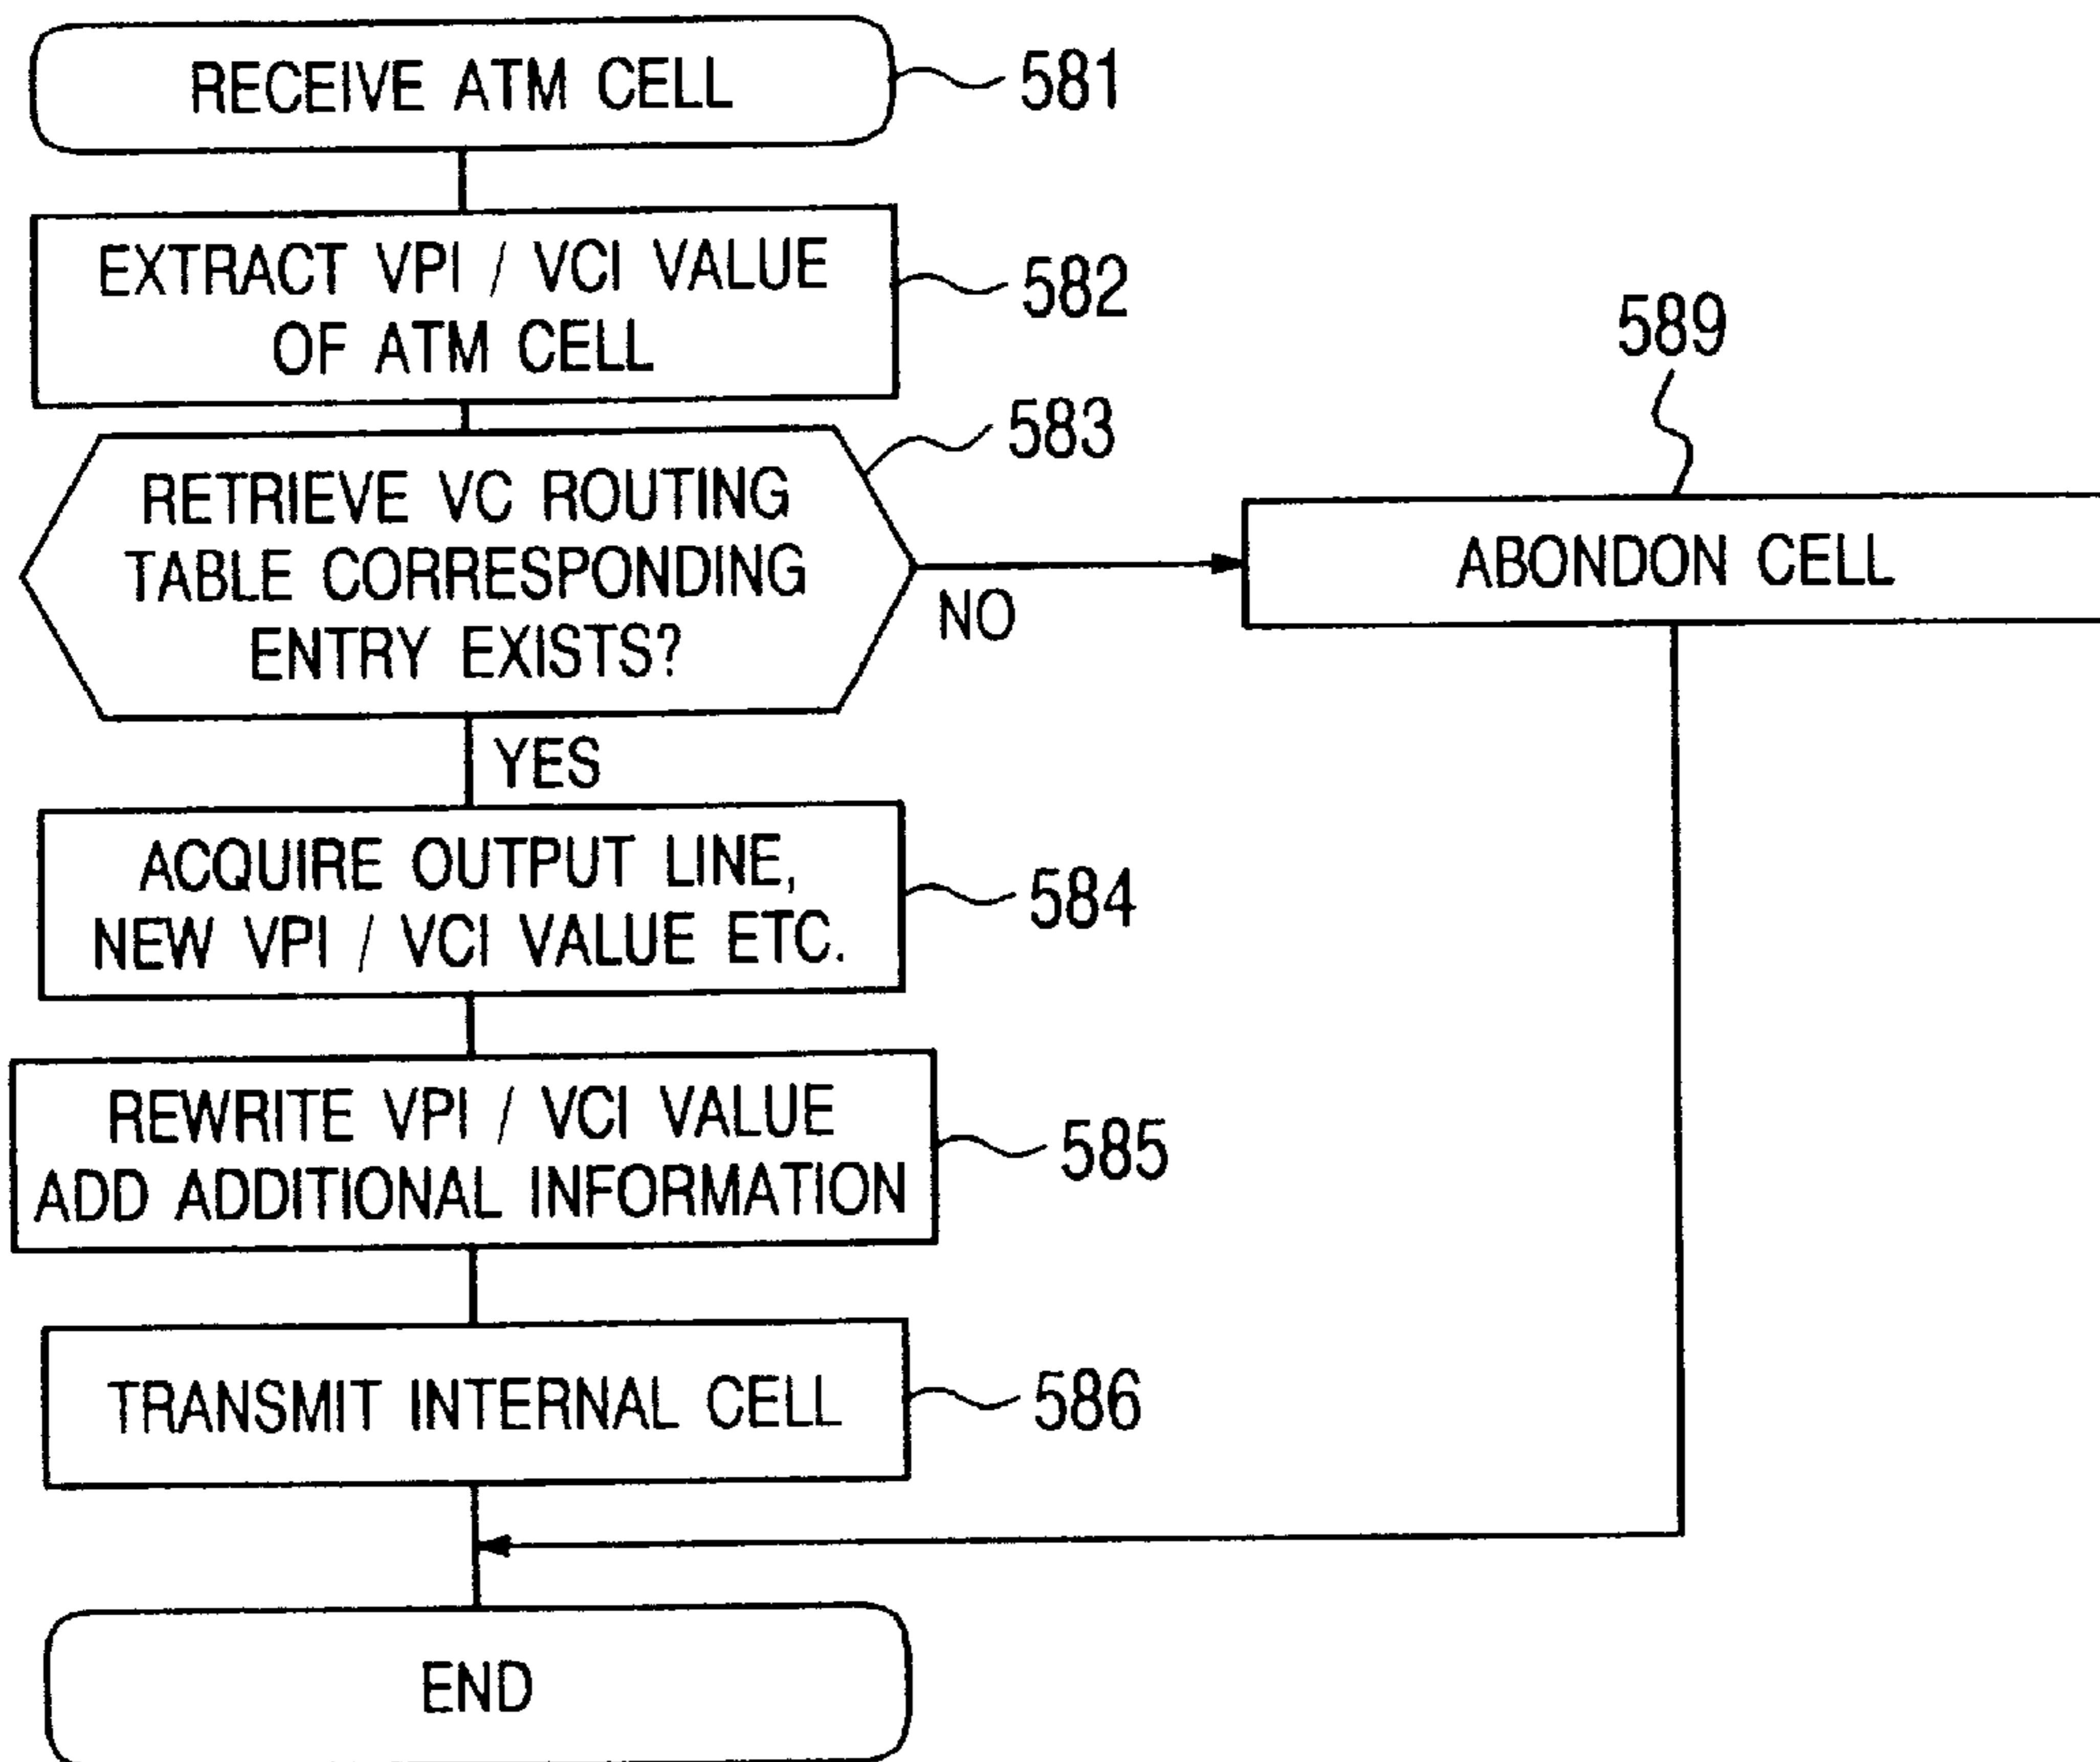 RECEIVE ATM CELL
581
EXTRACT VPI / VCI VALUE
OF ATM CELL
582
RETRIEVE VC ROUTING
TABLE CORRESPONDING
ENTRY EXISTS?
583
NO
589
ABONDON CELL
YES
ACQUIRE OUTPUT LINE,
NEW VPI / VCI VALUE ETC.
584
REWRITE VPI / VCI VALUE
ADD ADDITIONAL INFORMATION
585
TRANSMIT INTERNAL CELL
586
END